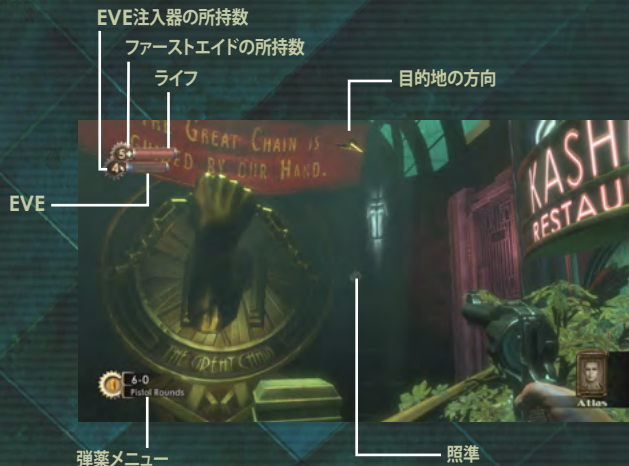 EVE注入器の所持数
ファーストエイドの所持数
ライフ
目的地の方向
THE GREAT CHAIN IS
GUIDED BY OUR HAND.
5
4
EVE
KASH
RESTAU
THE GREAT CHAIN
6-0
Pistol Rounds
Atlas
弾薬メニュー
照準